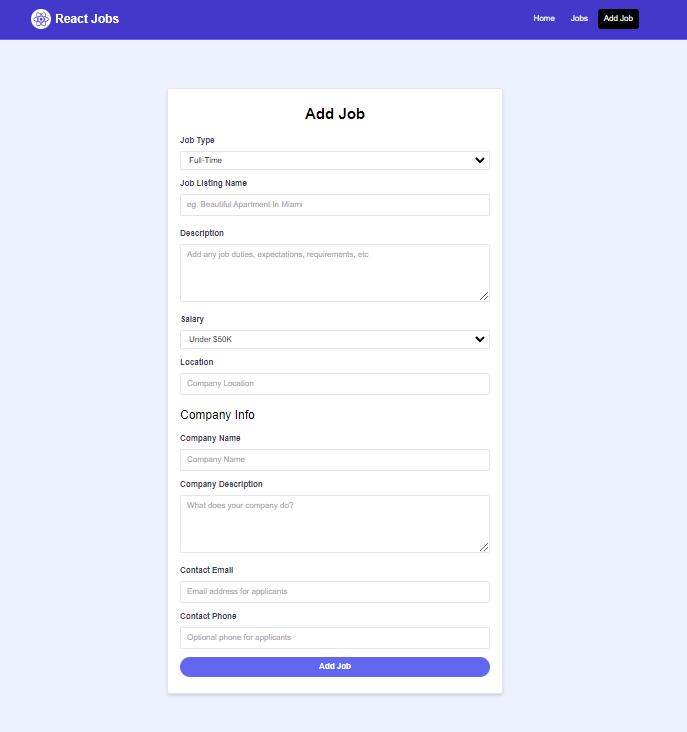 React Jobs
Home Jobs Add Job
Add Job
Job Type
Full-Time
Job Listing Name
eg. Beautiful Apartment In Miami
Description
Add any job duties, expectations, requirements, etc
Salary
Under $50K
Location
Company Location
Company Info
Company Name
Company Name
Company Description
What does your company do?
Contact Email
Email address for applicants
Contact Phone
Optional phone for applicants
Add Job